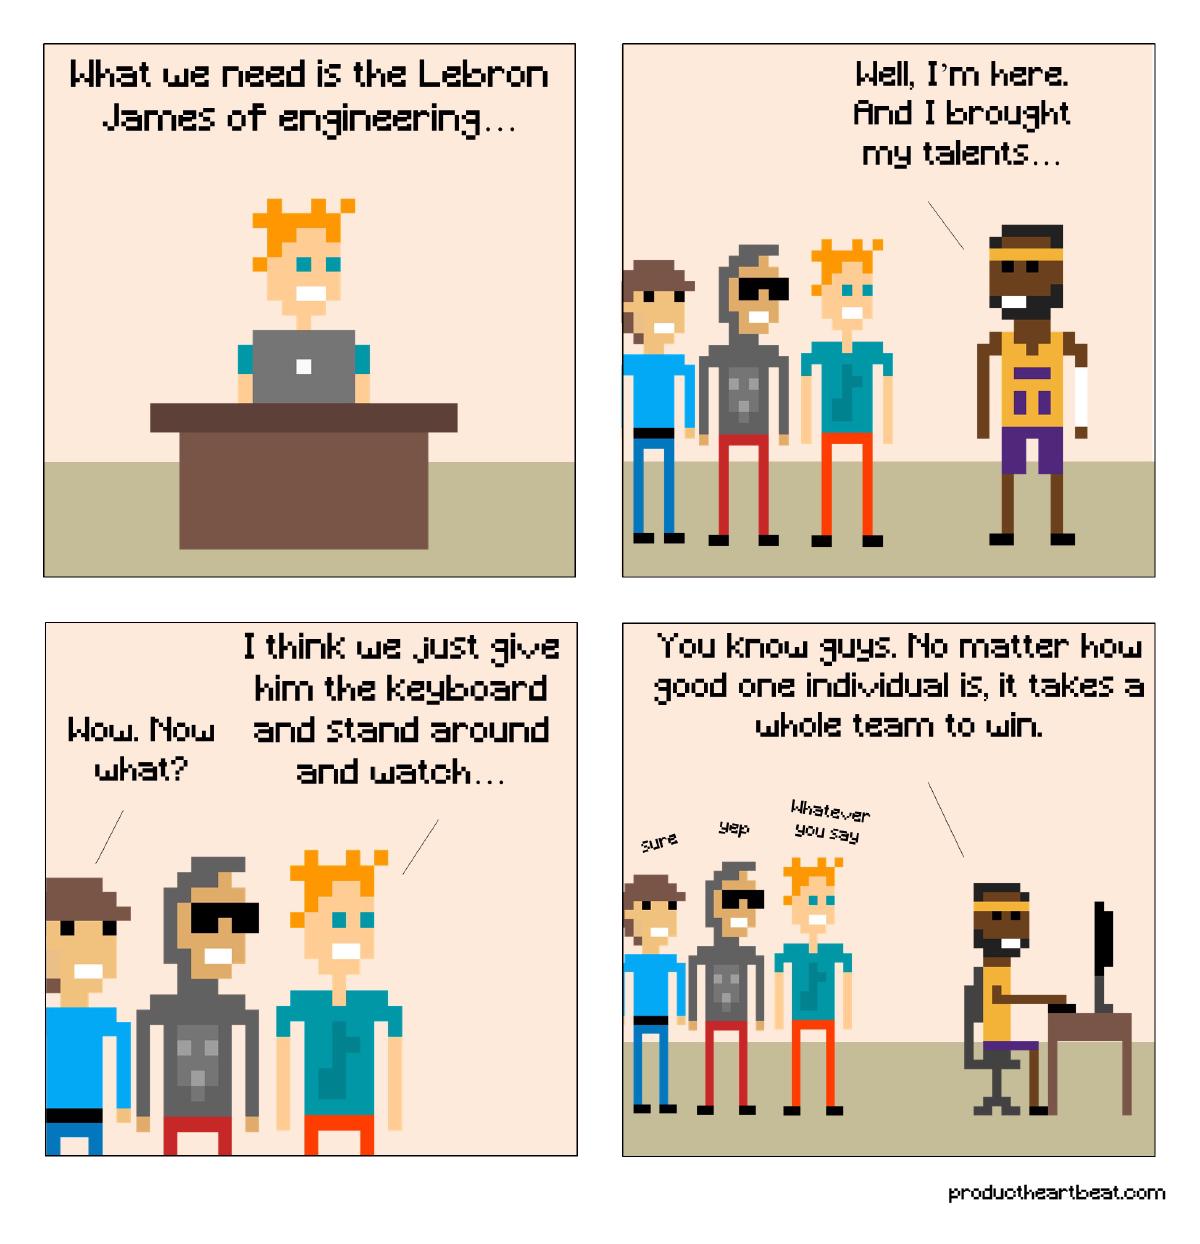 What we need is the Lebron
James of engineering...
Well, I'm here.
And I brought
my talents...
Wow. Now
what?
I think we just give
him the keyboard
and stand around
and watch...
You know guys. No matter how
good one individual is, it takes a
whole team to win.
sure
yep
Whatever
you say
productheartbeat.com